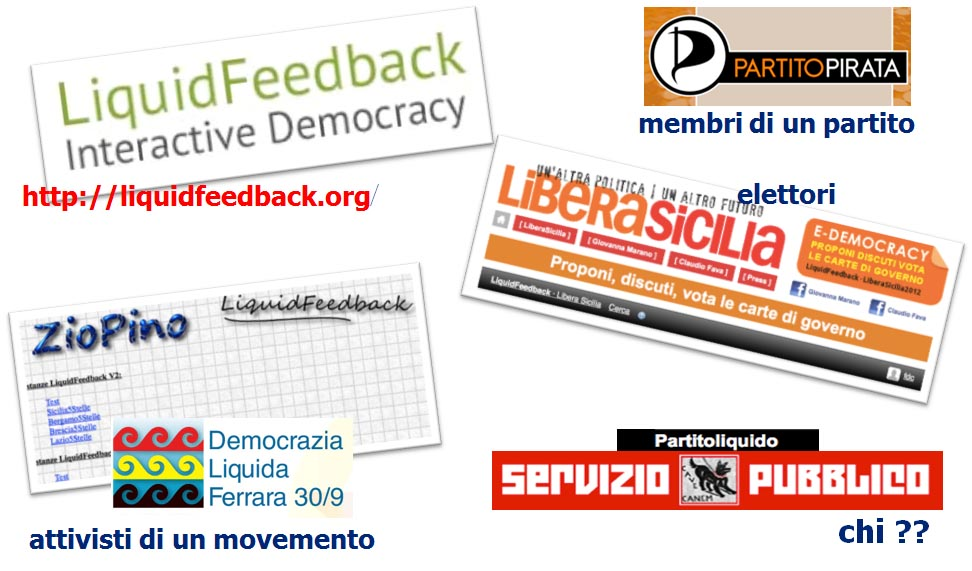 LiquidFeedback
Interactive Democracy
http://liquidfeedback.org/
PARTITOPIRATA
membri di un partito
elettori
UN'ALTRA POLITICA | UN ALTRO FUTURO
LiBERASiCILIA
[ LiberaSicilia ] [ Giovanna Marano ] [ Claudio Fava ] [ Press ]
E-DEMOCRACY
PROPONI DISCUTI VOTA
LE CARTE DI GOVERNO
LiquidFeedback - LiberaSicilia2012
Giovanna Marano Claudio Fava
Proponi, discuti, vota le carte di governo
LiquidFeedback - Libera Sicilia Cerca
fdc
ZioPino
LiquidFeedback
stanze LiquidFeedback V2:
Test
Sicilia5Stelle
Bergamo5Stelle
Brescia5Stelle
Lazio5Stelle
stanze LiquidFeedback
Test
Democrazia
Liquida
Ferrara 30/9
attivisti di un movemento
Partitoliquido
SERVIZIO PUBBLICO
CAVE
CANEM
chi ??